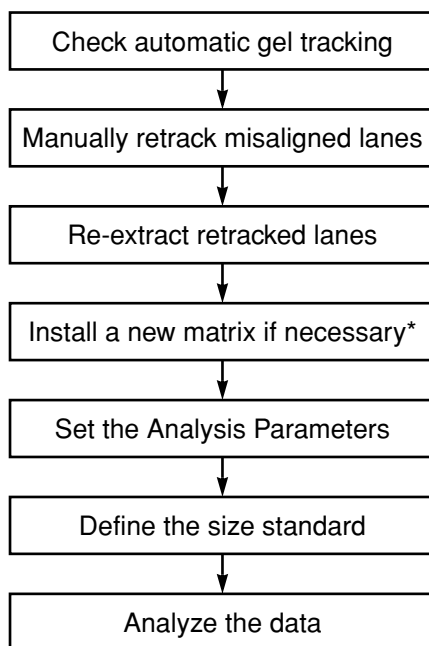 Check automatic gel tracking
Manually retrack misaligned lanes
Re-extract retracked lanes
Install a new matrix if necessary*
Set the Analysis Parameters
Define the size standard
Analyze the data